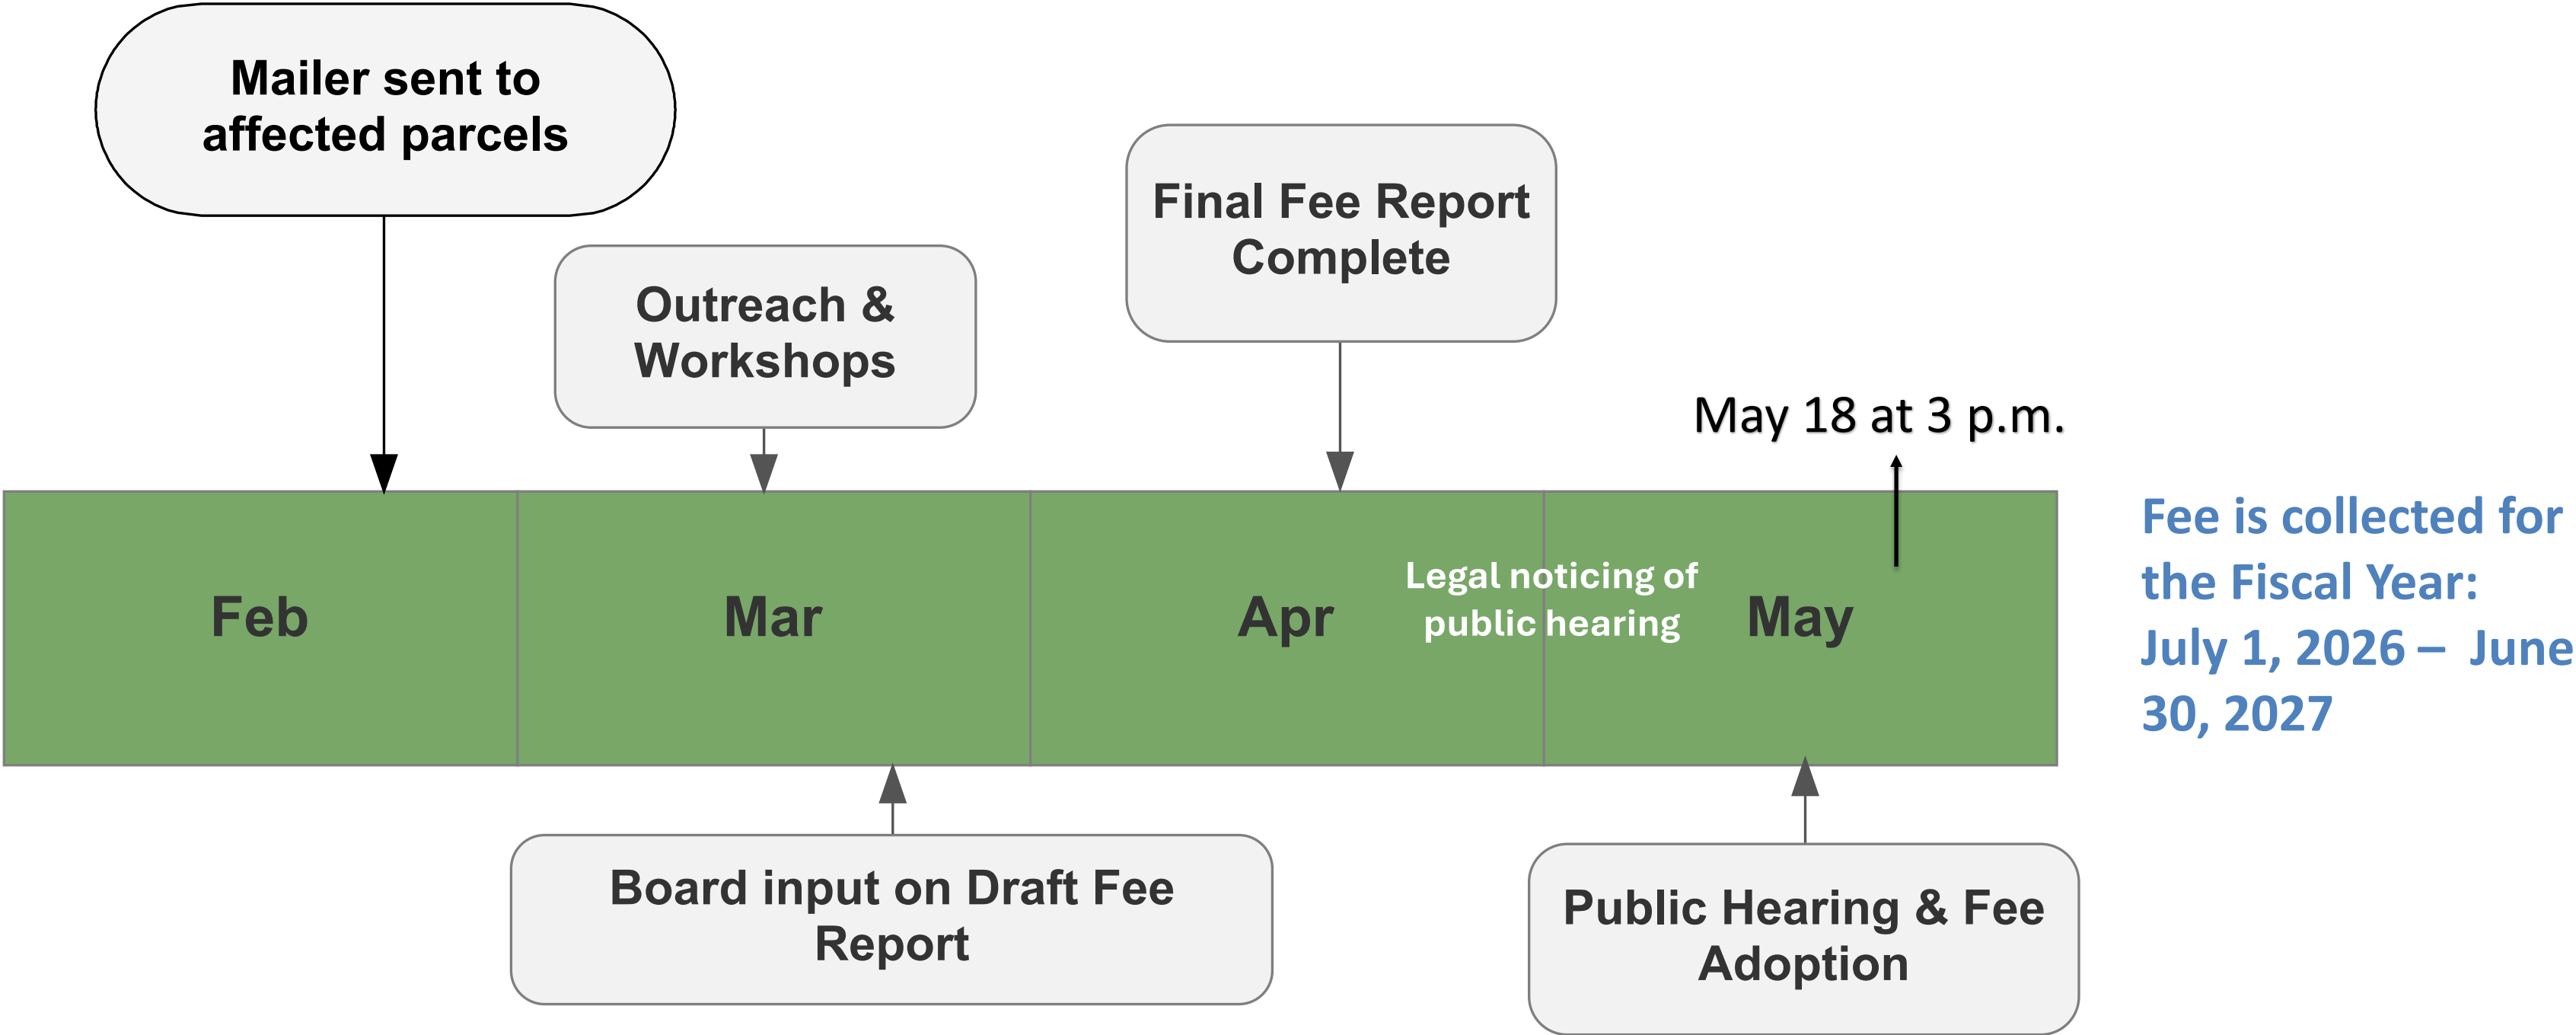 Mailer sent to
affected parcels
Outreach &
Workshops
Final Fee Report
Complete
May 18 at 3 p.m.
Feb
Mar
Apr
Legal noticing of
public hearing
May
Fee is collected for
the Fiscal Year:
July 1, 2026 – June
30, 2027
Board input on Draft Fee
Report
Public Hearing & Fee
Adoption